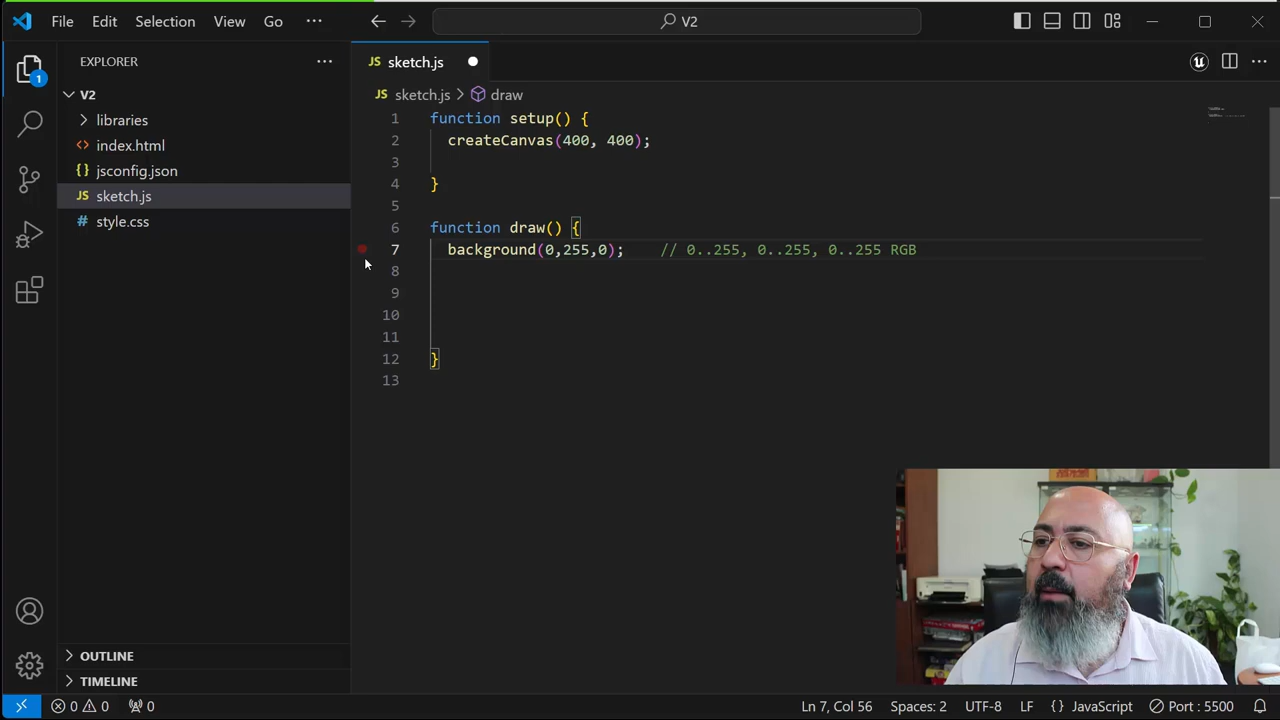 File Edit Selection View Go ···
V2
EXPLORER
V2
libraries
index.html
jsconfig.json
sketch.js
style.css
OUTLINE
TIMELINE
1
JS sketch.js
JS sketch.js > draw
1 function setup() {
2 createCanvas(400, 400);
3
4 }
5
6 function draw() {
7 background(0,255,0); // 0..255, 0..255, 0..255 RGB
8
9
10
11
12 }
13
0 0 0
Ln 7, Col 56 Spaces: 2 UTF-8 LF {} JavaScript Port : 5500